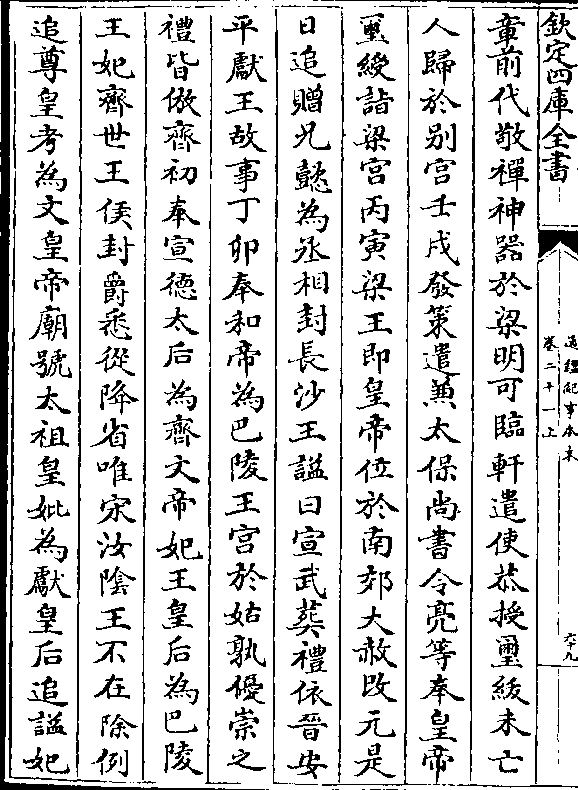 欽定四庫全書
通鑑紀事本末
卷二十一上
六十九
章前代敬禪神器於梁明可臨軒遣使恭授璽紱未亡
人歸於别宮壬戌發策遣兼太保尚書令亮等奉皇帝
璽綬詣梁宫丙寅梁王即皇帝位於南郊大赦改元是
日追贈兄懿為丞相封長沙王諡曰宣武葬禮依晉安
平獻王故事丁卯奉和帝為巴陵王宫於姑孰優崇之
禮皆倣齊初奉宣德太后為齊文帝妃王皇后為巴陵
王妃齊世王侯封爵悉從降省唯宋汝隂王不在除例
追尊皇考為文皇帝廟號太祖皇妣為獻皇后追諡妃